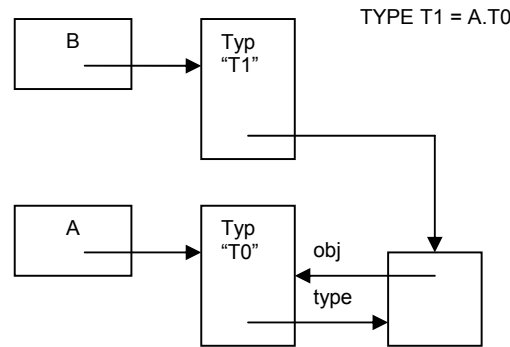 TYPE T1 = A.T0
B
Typ
“T1”
A
Typ
“T0”
obj
type